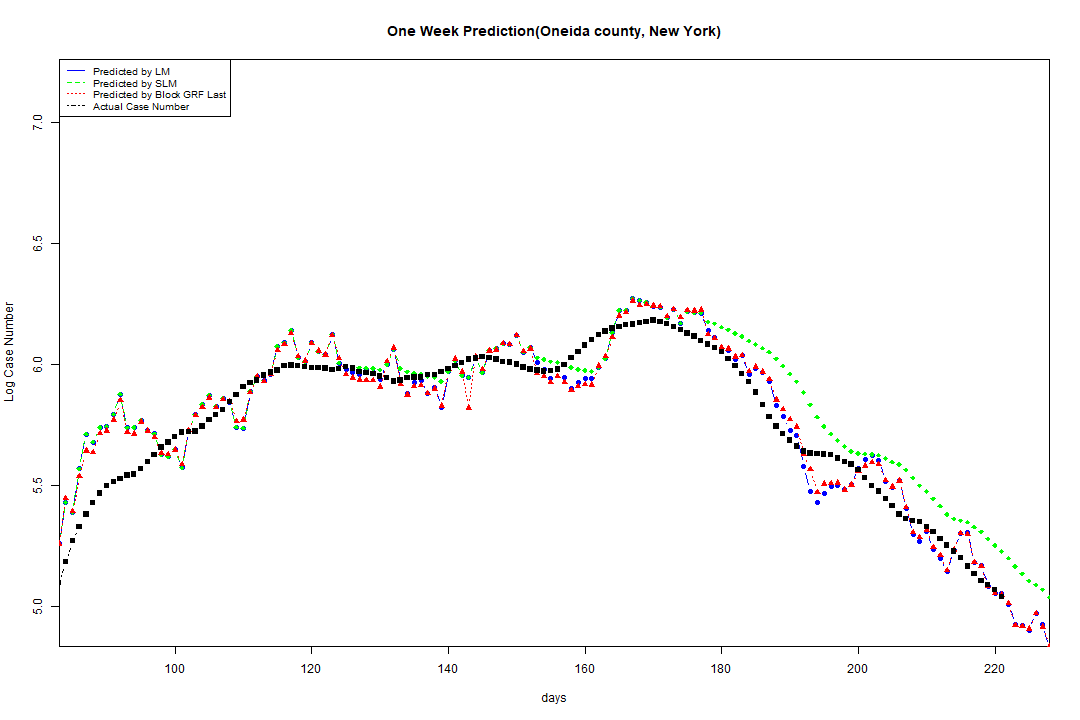 One Week Prediction(Oneida county, New York)
Predicted by LM
Predicted by SLM
Predicted by Block GRF Last
Actual Case Number
7.0
6.5
6.0
5.5
5.0
Log Case Number
100 120 140 160 180 200 220
days